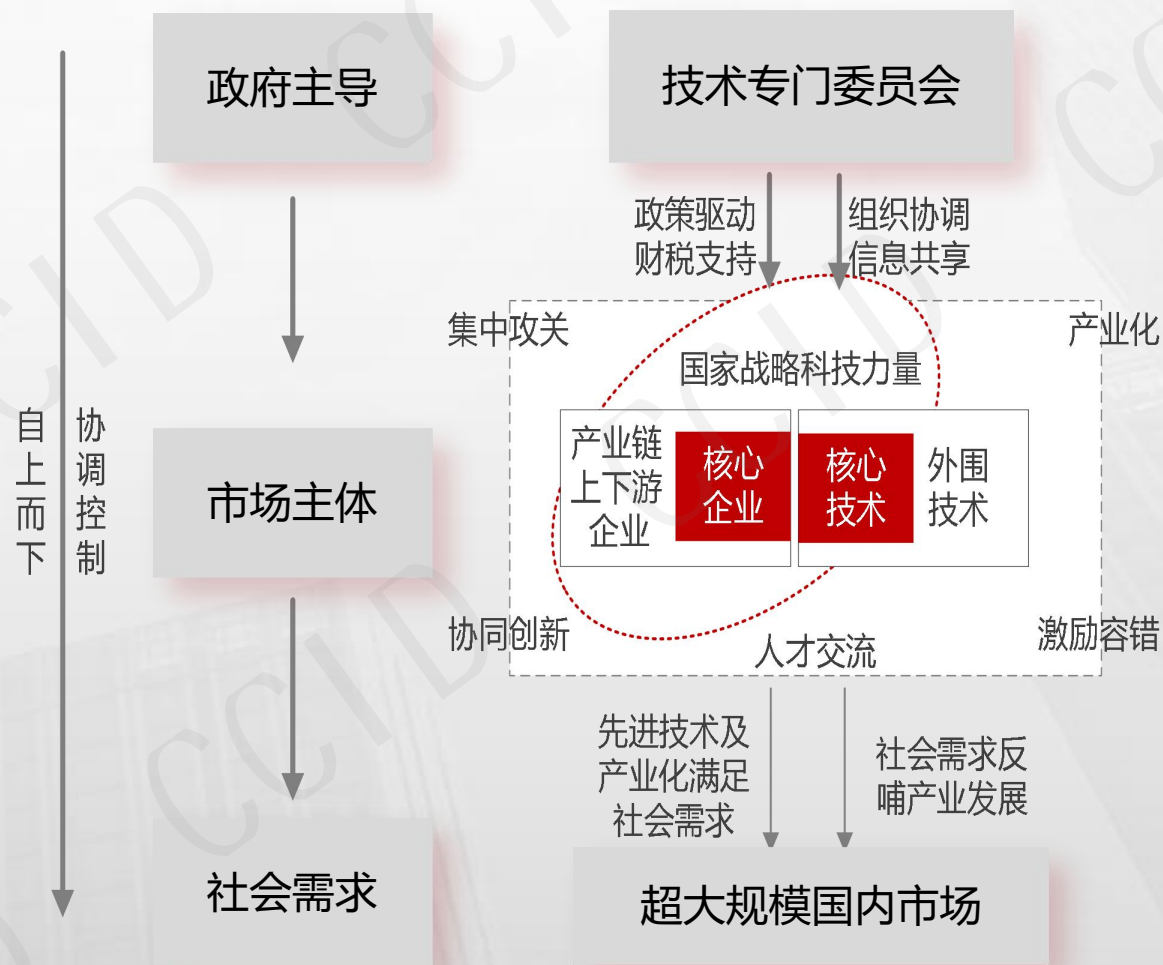 政府主导
技术专门委员会
政策驱动
财税支持
组织协调
信息共享
集中攻关
产业化
国家战略科技力量
自上而下
协调控制
市场主体
产业链
上下游
企业
核心
企业
核心
技术
外围
技术
协同创新
人才交流
激励容错
先进技术及
产业化满足
社会需求
社会需求反
哺产业发展
社会需求
超大规模国内市场
CCID
CCID
CCID
CCID